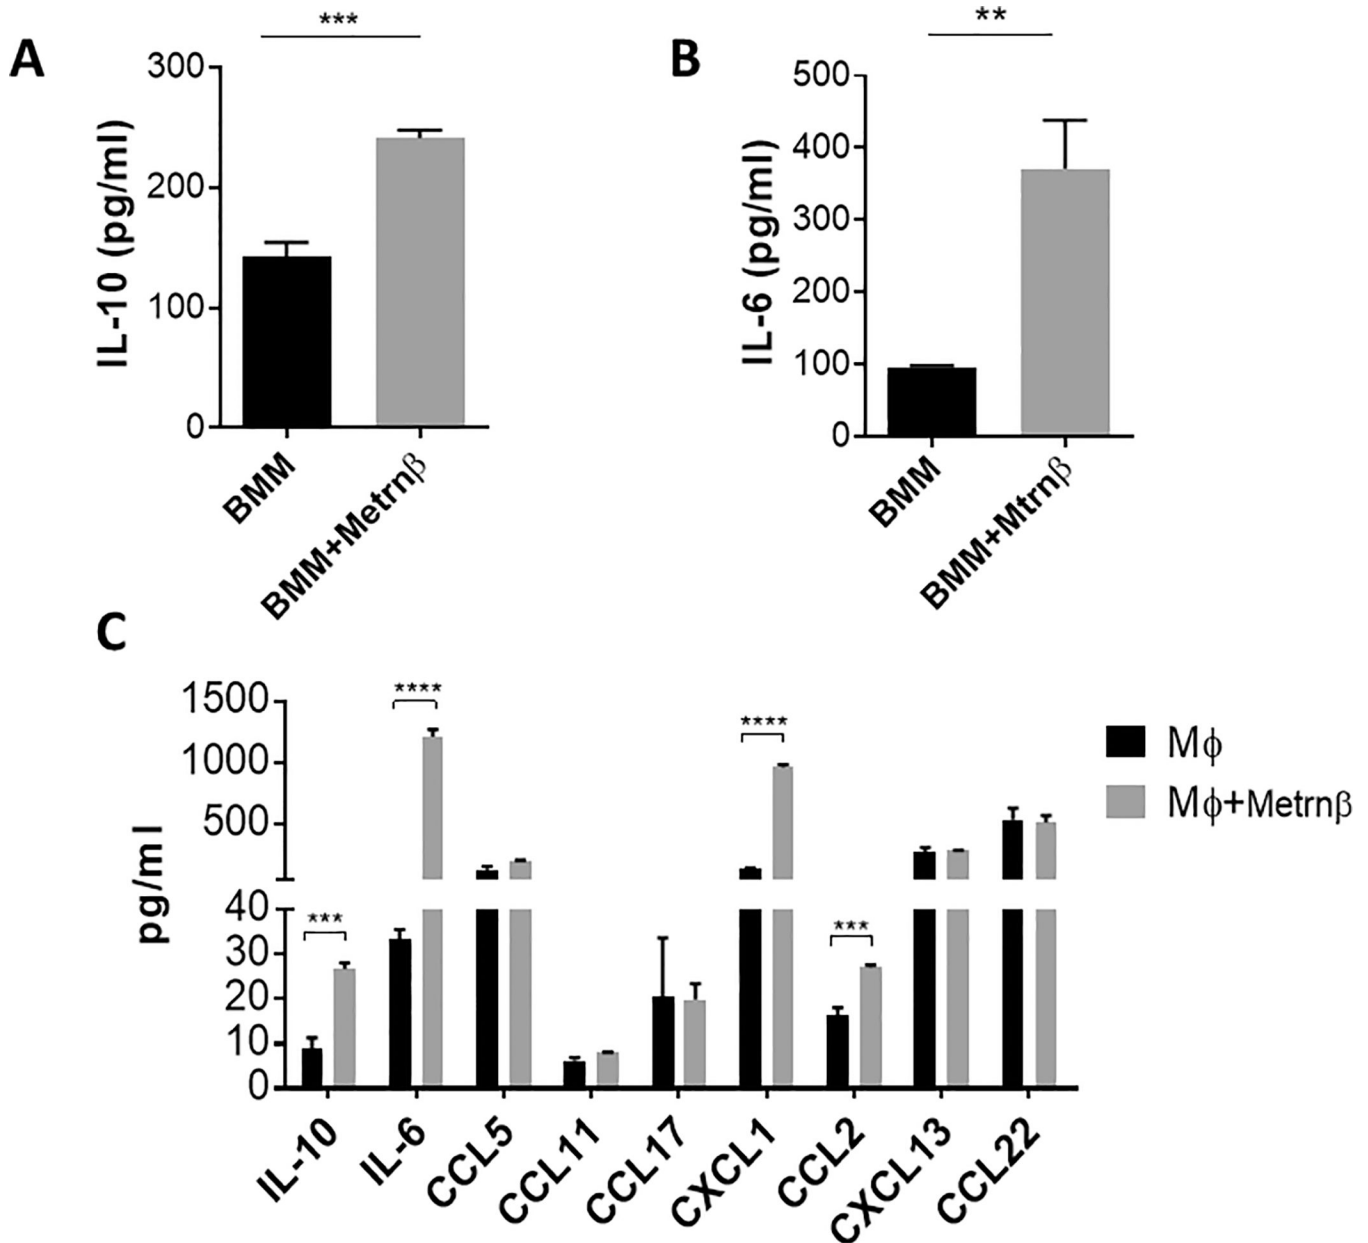 A
***
300
200
100
0
IL-10 (pg/ml)
BMM
BMM+Metrnβ
B
**
500
400
300
200
100
0
IL-6 (pg/ml)
BMM
BMM+Mtrnβ
C
1500
1000
500
40
30
20
10
0
pg/ml
***
****
****
***
IL-10
IL-6
CCL5
CCL11
CCL17
CXCL1
CCL2
CXCL13
CCL22
Mϕ
Mϕ+Metrnβ